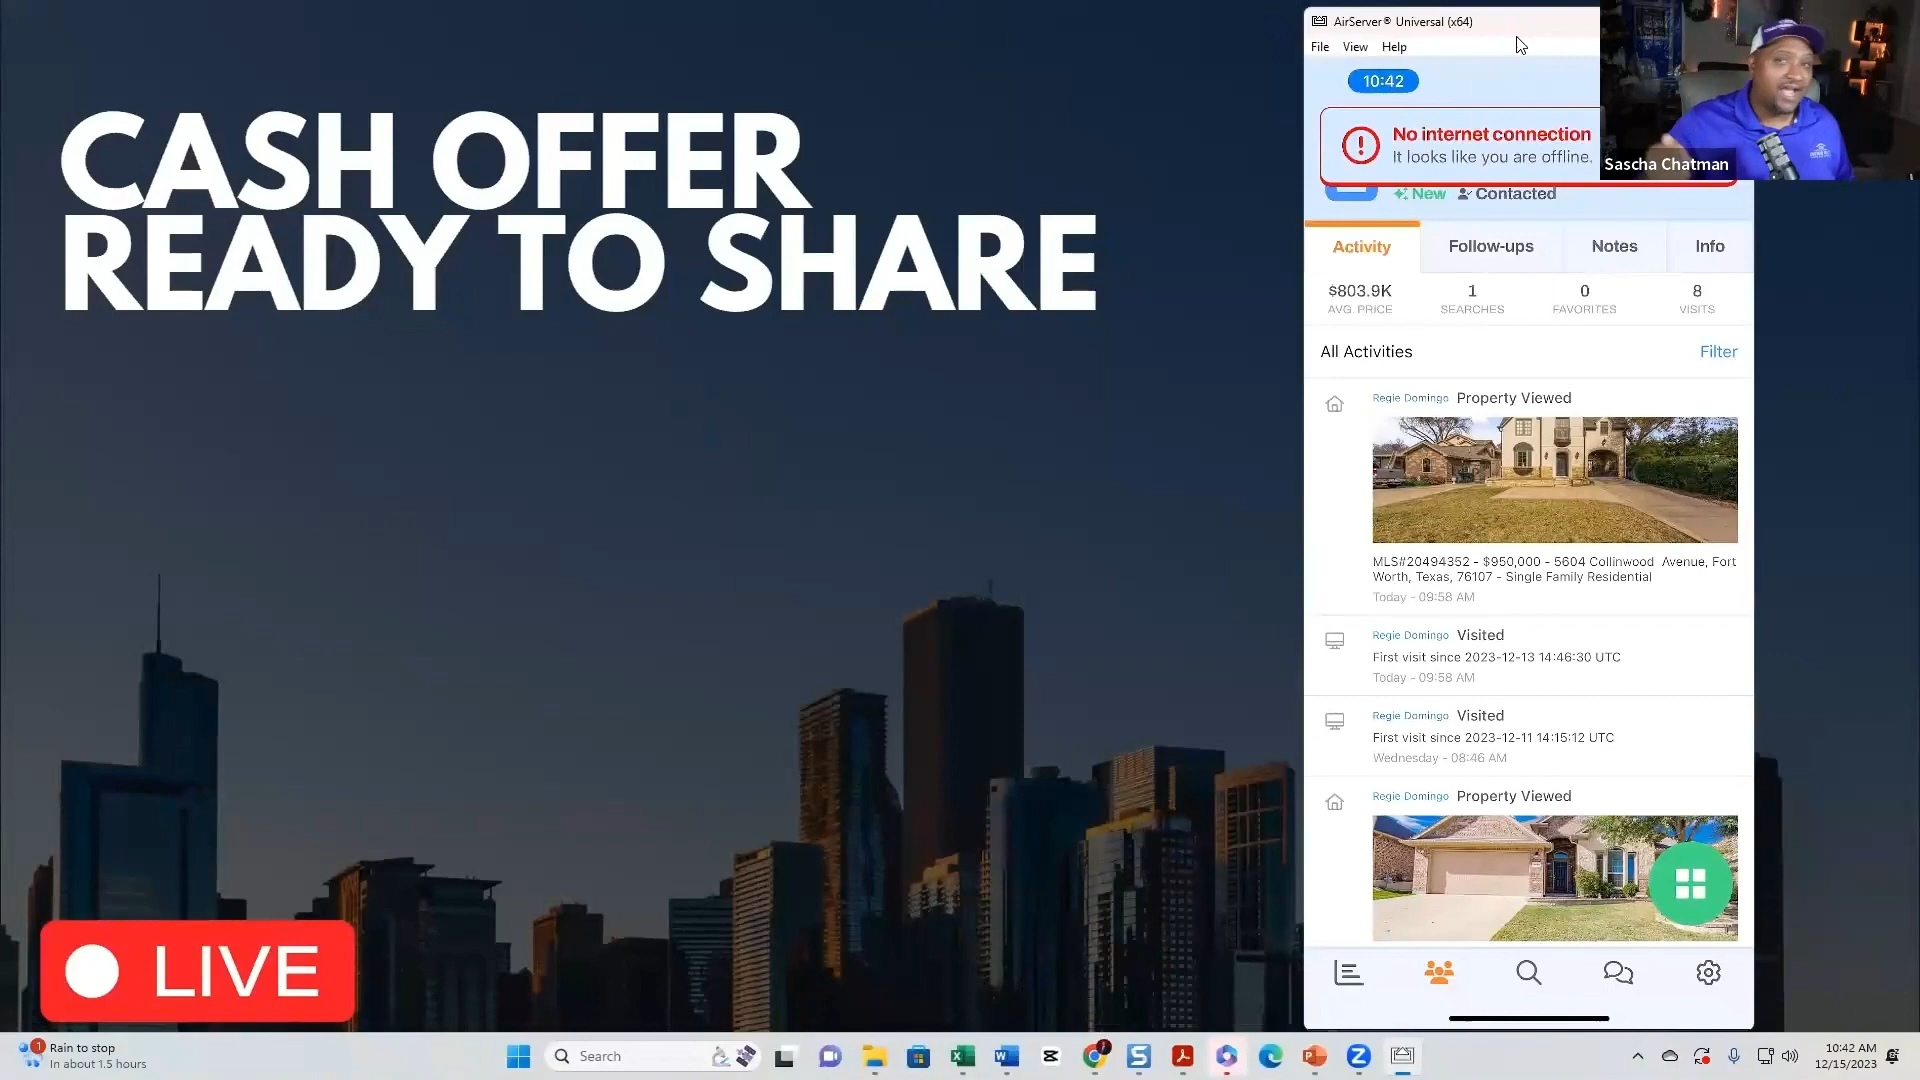 CASH OFFER
READY TO SHARE
LIVE
AirServer® Universal (x64)
File View Help
10:42
No internet connection
It looks like you are offline.
Sascha Chatman
New Contacted
Activity Follow-ups Notes Info
$803.9K 1 0 8
AVG. PRICE SEARCHES FAVORITES VISITS
All Activities Filter
Regie Domingo Property Viewed
MLS#20494352 - $950,000 - 5604 Collinwood Avenue, Fort
Worth, Texas, 76107 - Single Family Residential
Today - 09:58 AM
Regie Domingo Visited
First visit since 2023-12-13 14:46:30 UTC
Today - 09:58 AM
Regie Domingo Visited
First visit since 2023-12-11 14:15:12 UTC
Wednesday - 08:46 AM
Regie Domingo Property Viewed
1
Rain to stop
In about 1.5 hours
Search
10:42 AM
12/15/2023